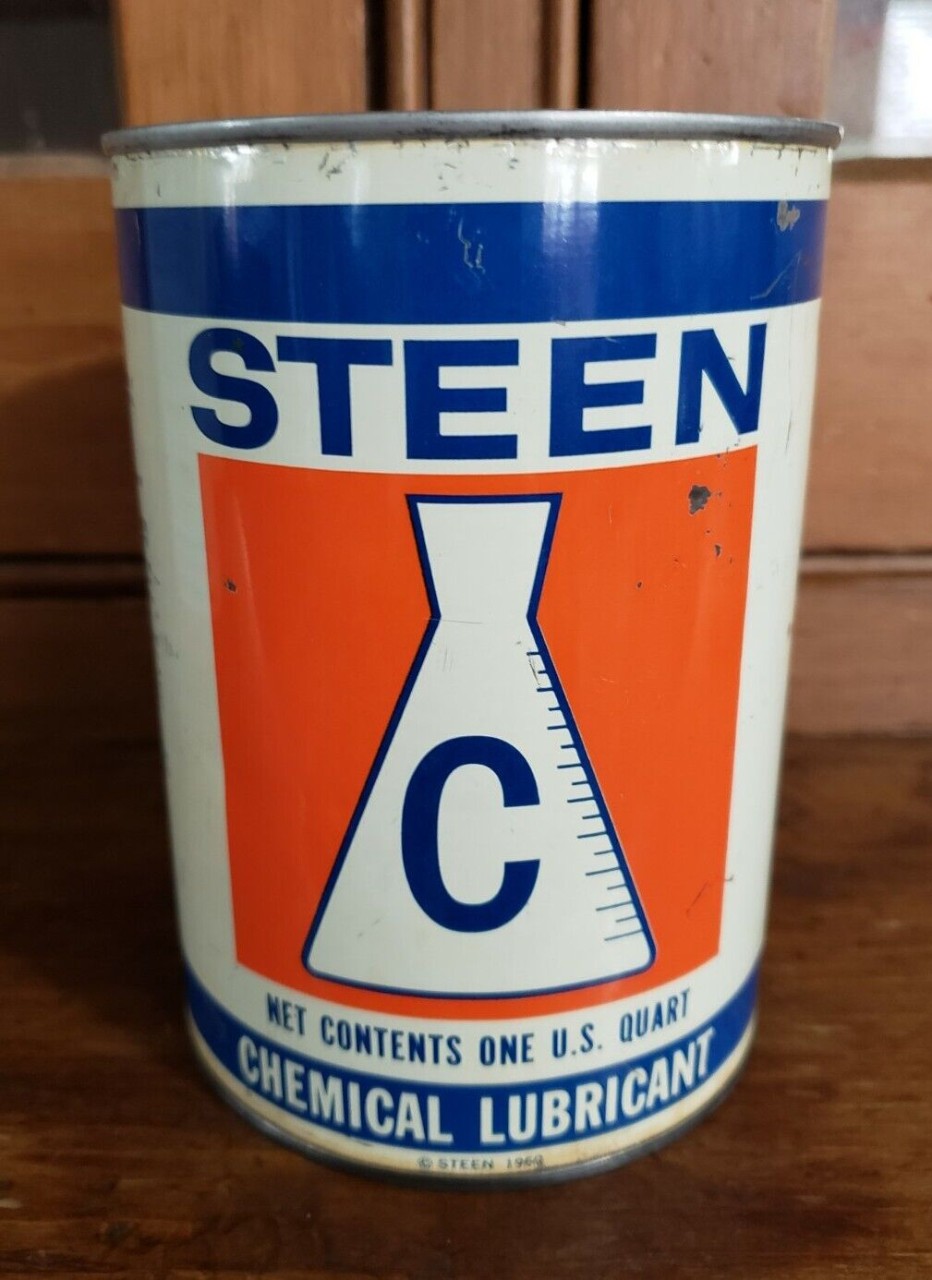 STEEN
C
NET CONTENTS ONE U.S. QUART
CHEMICAL LUBRICANT
© STEEN